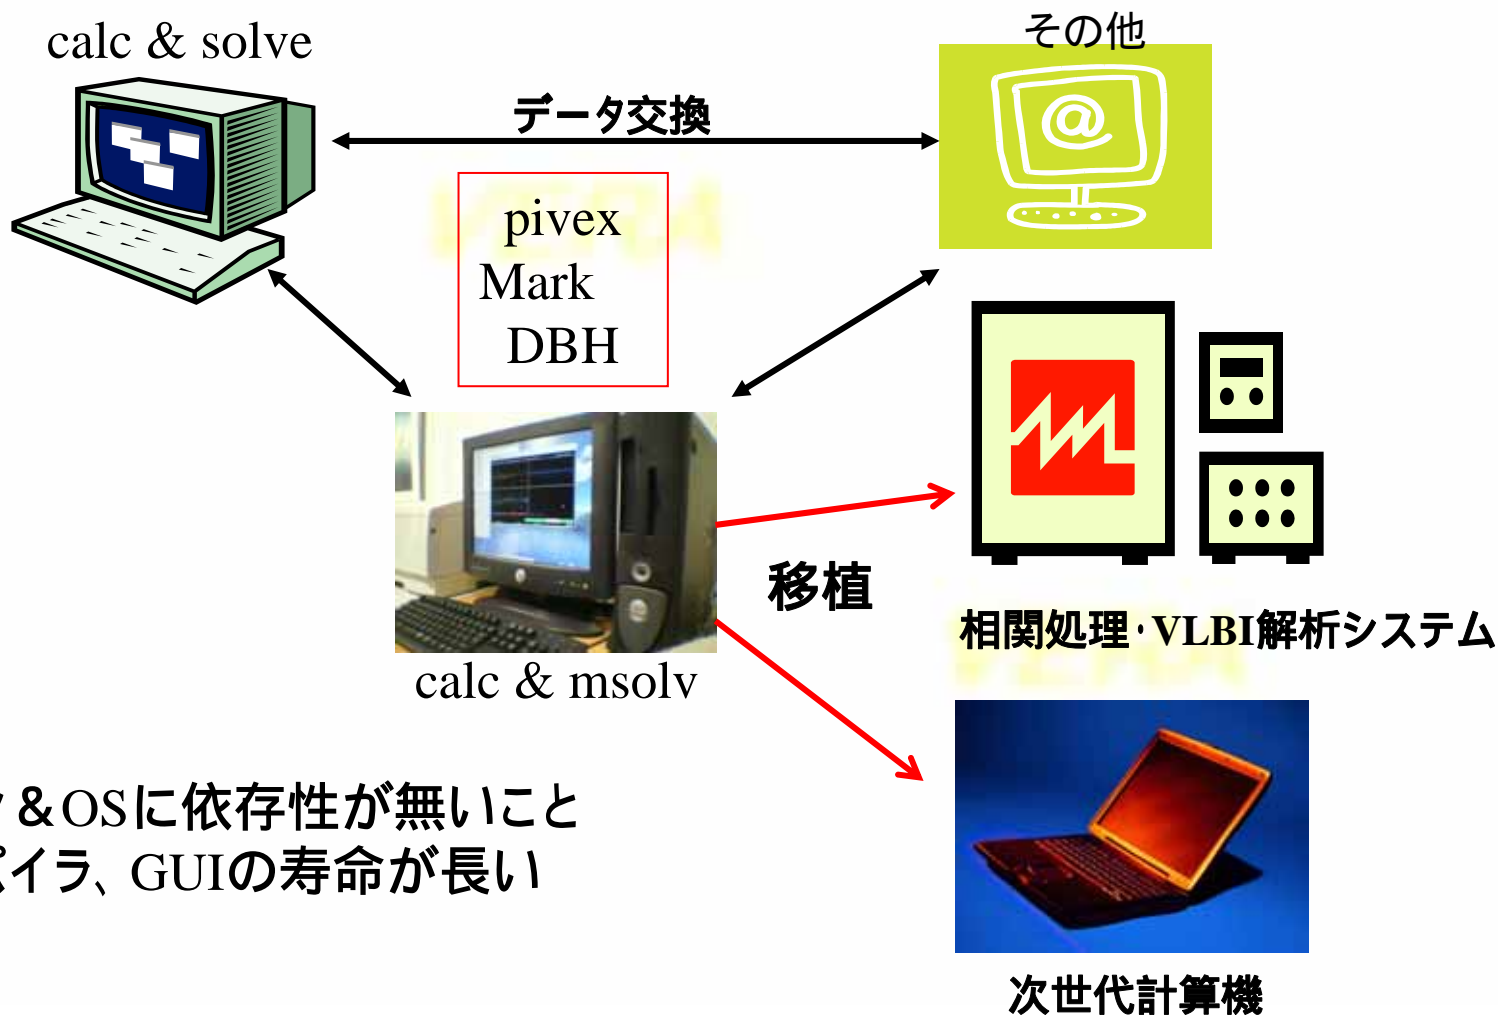 calc & solve
その他
データ交換
pivex
Mark
DBH
移植
相関処理・VLBI解析システム
calc & msolv
＆OSに依存性が無いこと
パイラ、GUIの寿命が長い
次世代計算機
VERA
VERA